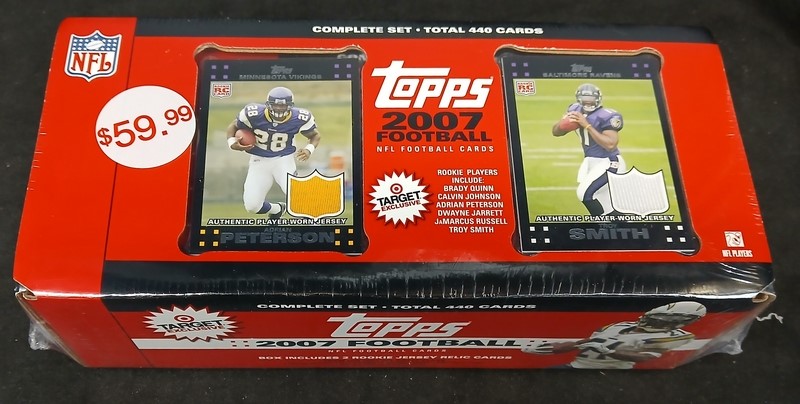 COMPLETE SET • TOTAL 440 CARDS
NFL
$59.99
Topps
MINNESOTA VIKINGS
RC
28
28
AUTHENTIC PLAYER-WORN JERSEY
ADRIAN
PETERSON
Topps
2007
FOOTBALL
NFL FOOTBALL CARDS
TARGET
EXCLUSIVE
ROOKIE PLAYERS
INCLUDE:
BRADY QUINN
CALVIN JOHNSON
ADRIAN PETERSON
DWAYNE JARRETT
JaMARCUS RUSSELL
TROY SMITH
Topps
BALTIMORE RAVENS
RC
AUTHENTIC PLAYER-WORN JERSEY
SMITH
NFL PLAYERS
COMPLETE SET • TOTAL 440 CARDS
TARGET
EXCLUSIVE
Topps
2007 FOOTBALL
NFL FOOTBALL CARDS
BOX INCLUDES 2 ROOKIE JERSEY RELIC CARDS